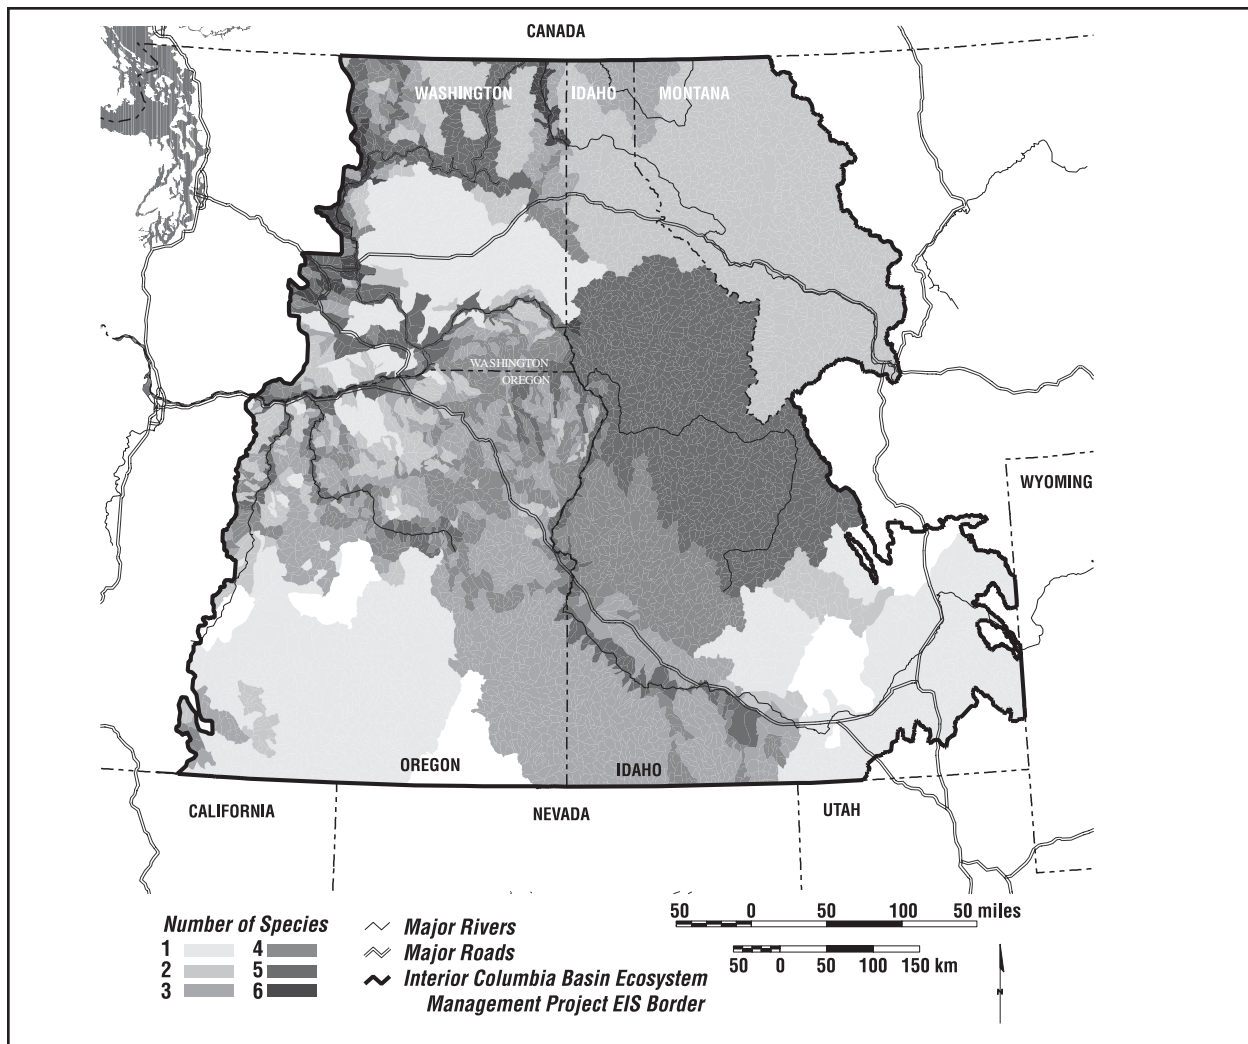 CANADA
WASHINGTON
IDAHO
MONTANA
WASHINGTON
OREGON
WYOMING
OREGON
IDAHO
CALIFORNIA
NEVADA
UTAH
Number of Species
1
4
2
5
3
6
Major Rivers
Major Roads
Interior Columbia Basin Ecosystem
Management Project EIS Border
50 0 50 100 50 miles
50 0 50 100 150 km
N